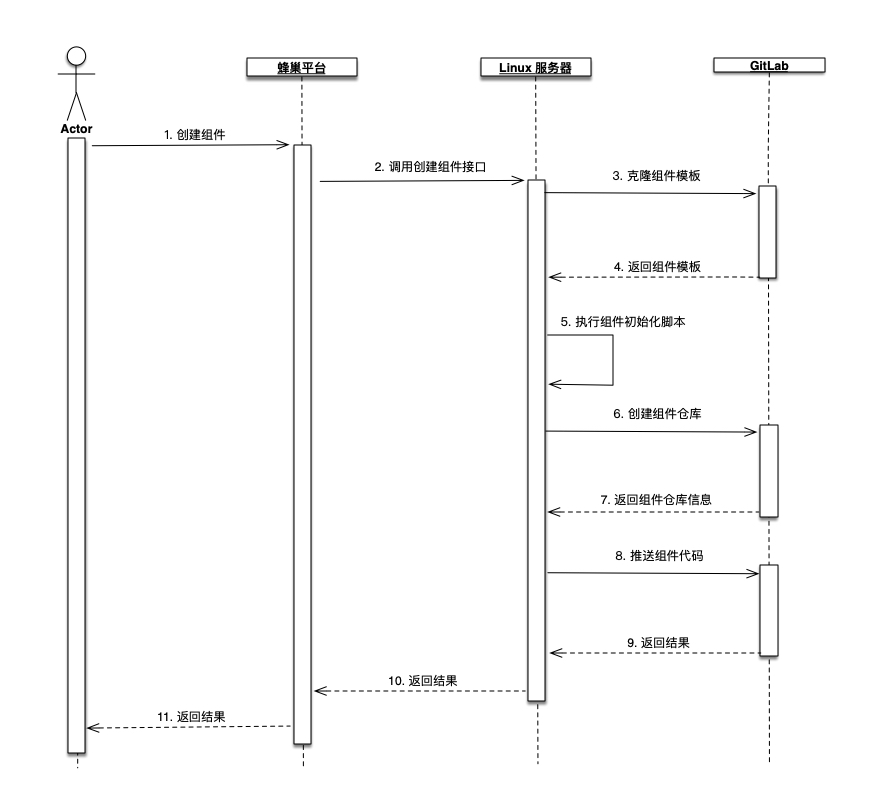 蜂巢平台
Linux 服务器
GitLab
Actor
1. 创建组件
2. 调用创建组件接口
3. 克隆组件模板
4. 返回组件模板
5. 执行组件初始化脚本
6. 创建组件仓库
7. 返回组件仓库信息
8. 推送组件代码
9. 返回结果
10. 返回结果
11. 返回结果